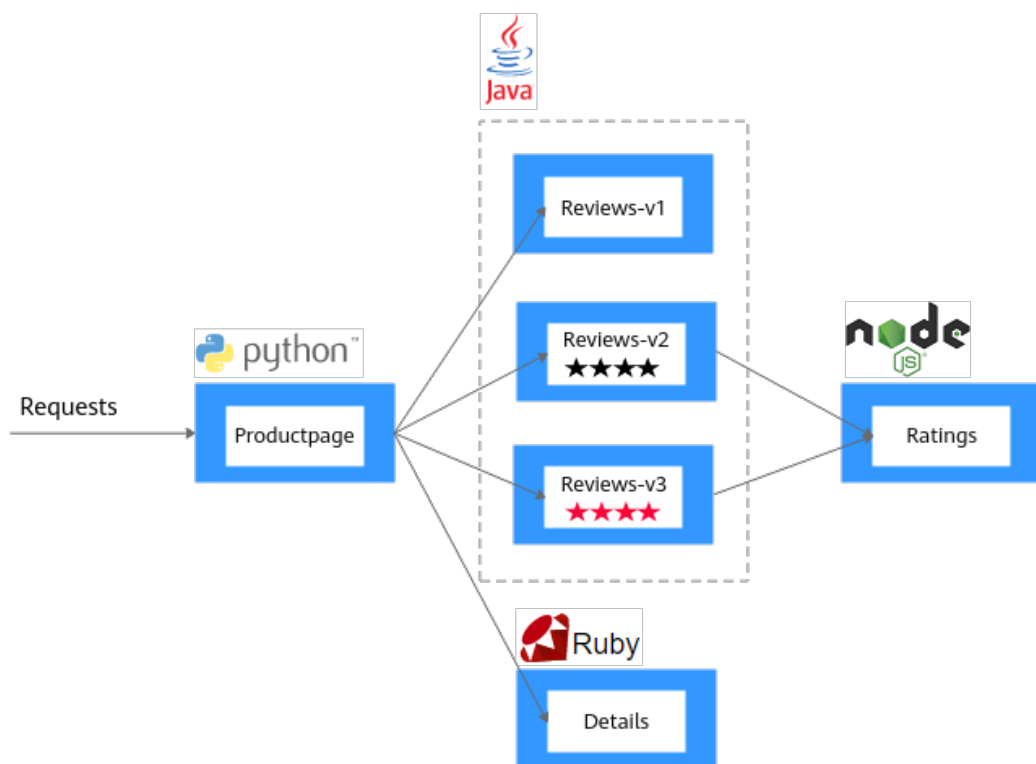 Java
Reviews-v1
python™
Reviews-v2
★★★★
node
JS®
Requests
Productpage
Ratings
Reviews-v3
★★★★
Ruby
Details